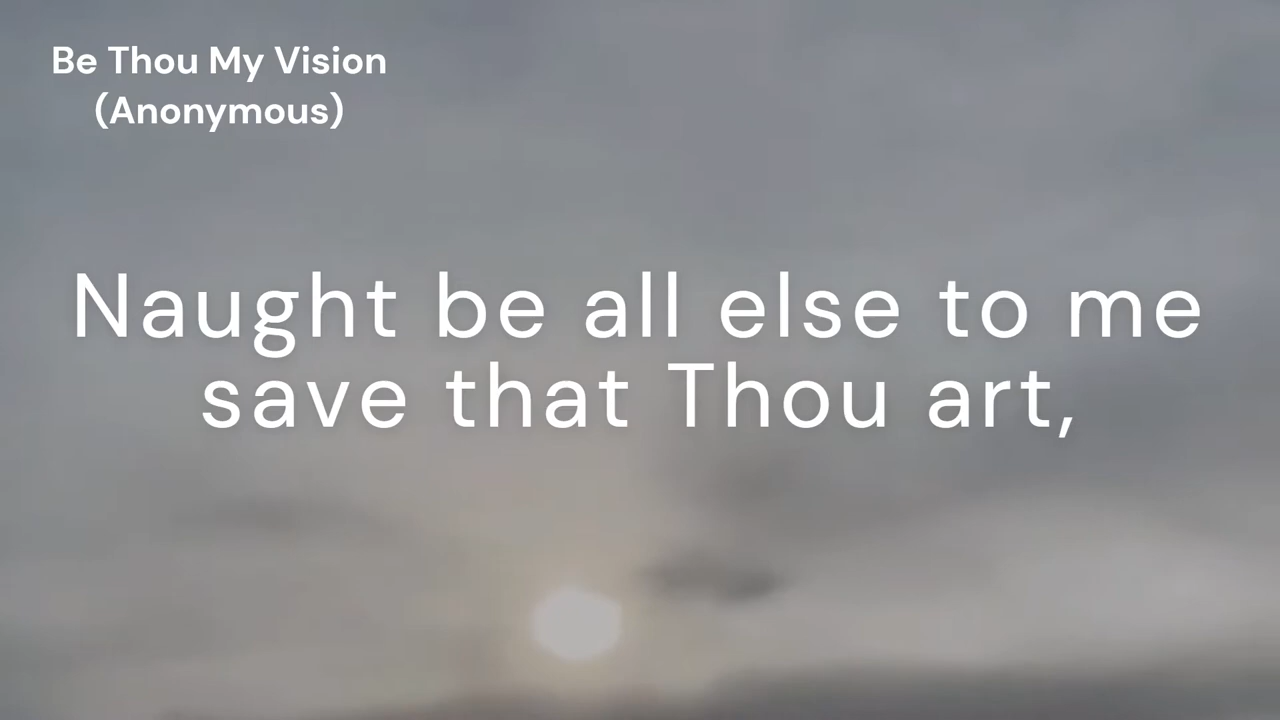 Be Thou My Vision
(Anonymous)
Naught be all else to me
save that Thou art,